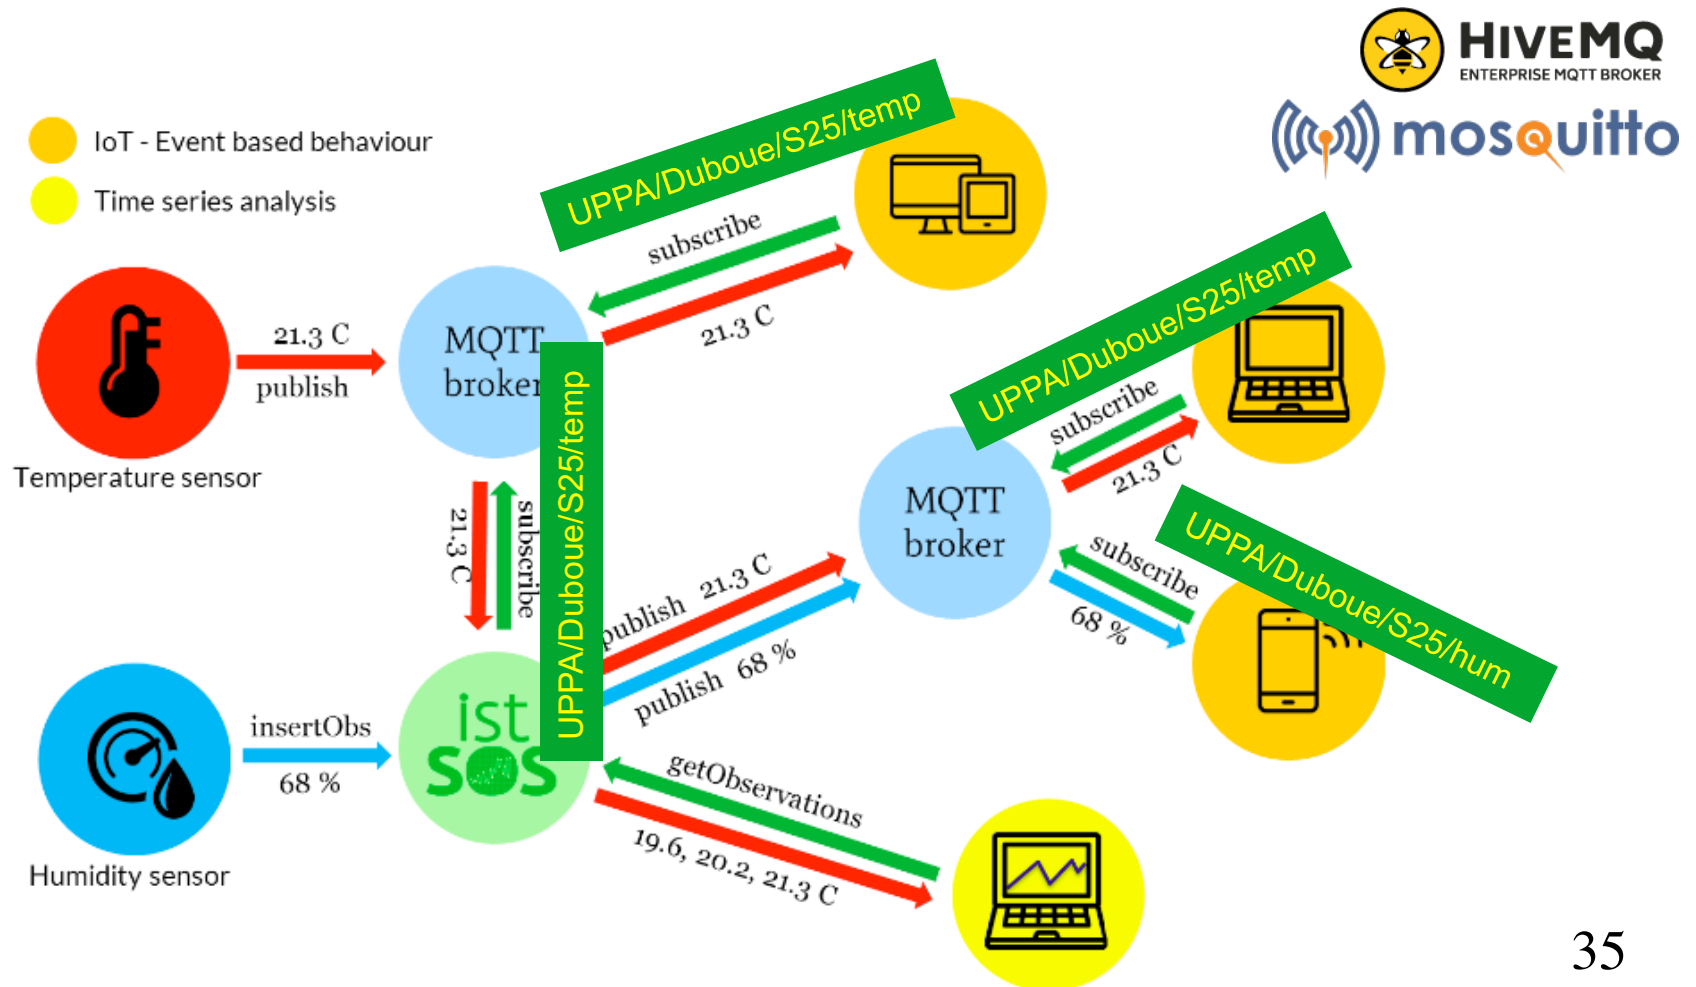 HIVEMQ
ENTERPRISE MQTT BROKER
mosquitto
IoT - Event based behaviour
Time series analysis
UPPA/Duboue/S25/temp
subscribe
21.3 C
21.3 C
publish
MQTT
broker
Temperature sensor
UPPA/Duboue/S25/temp
subscribe
21.3 C
UPPA/Duboue/S25/temp
21.3 C
subscribe
MQTT
broker
UPPA/Duboue/S25/hum
subscribe
68 %
publish 21.3 C
publish 68 %
insertObs
68 %
ist
SOS
Humidity sensor
getObservations
19.6, 20.2, 21.3 C
35